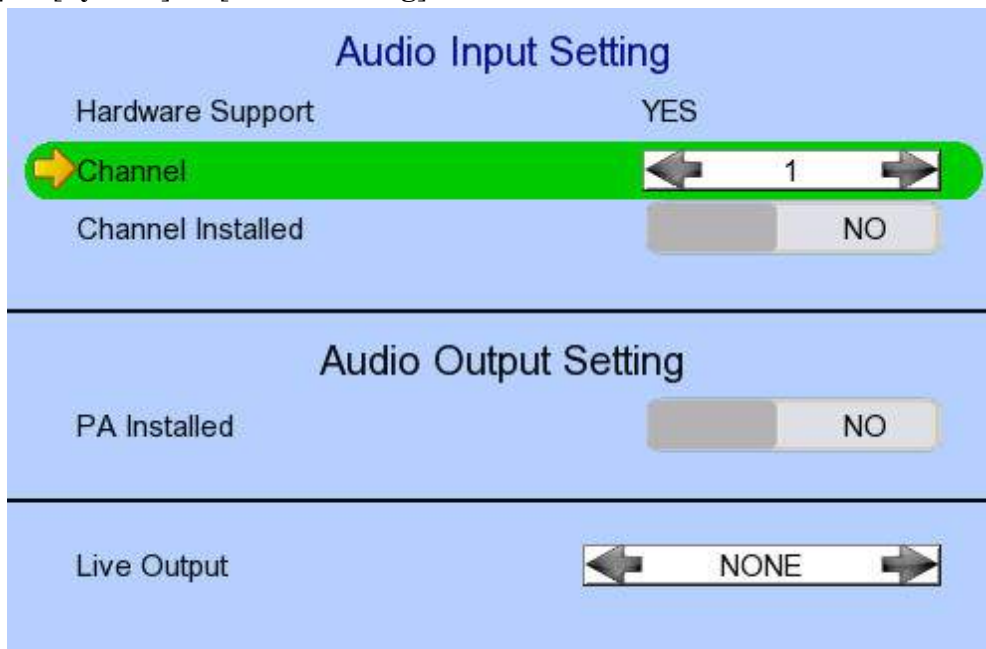 Audio Input Setting
Hardware Support YES
Channel 1
Channel Installed NO
Audio Output Setting
PA Installed NO
Live Output NONE